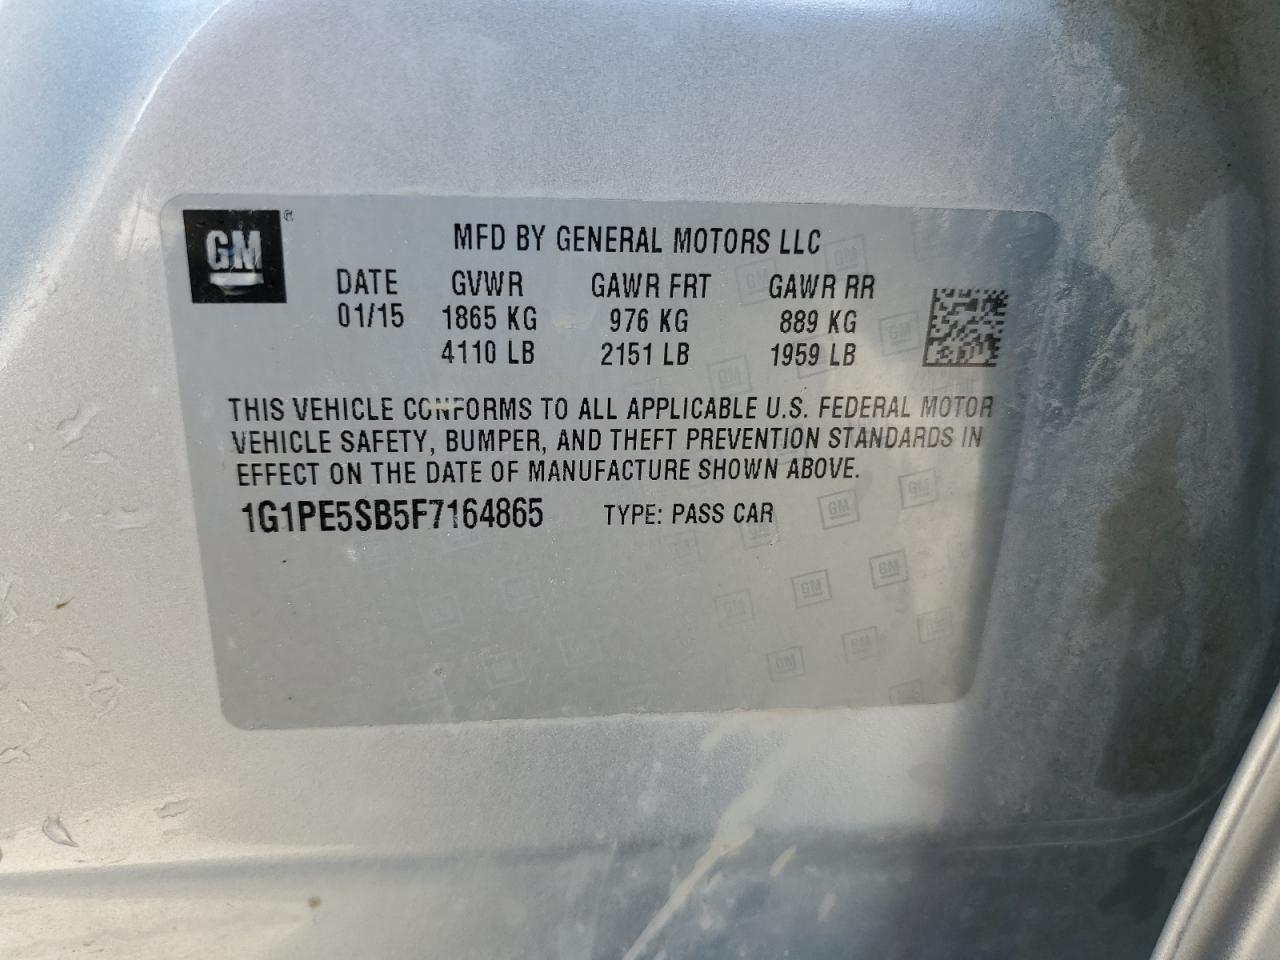 GM ®
MFD BY GENERAL MOTORS LLC
DATE GVWR GAWR FRT GAWR RR
01/15 1865 KG 976 KG 889 KG
4110 LB 2151 LB 1959 LB
THIS VEHICLE CONFORMS TO ALL APPLICABLE U.S. FEDERAL MOTOR
VEHICLE SAFETY, BUMPER, AND THEFT PREVENTION STANDARDS IN
EFFECT ON THE DATE OF MANUFACTURE SHOWN ABOVE.
1G1PE5SB5F7164865 TYPE: PASS CAR